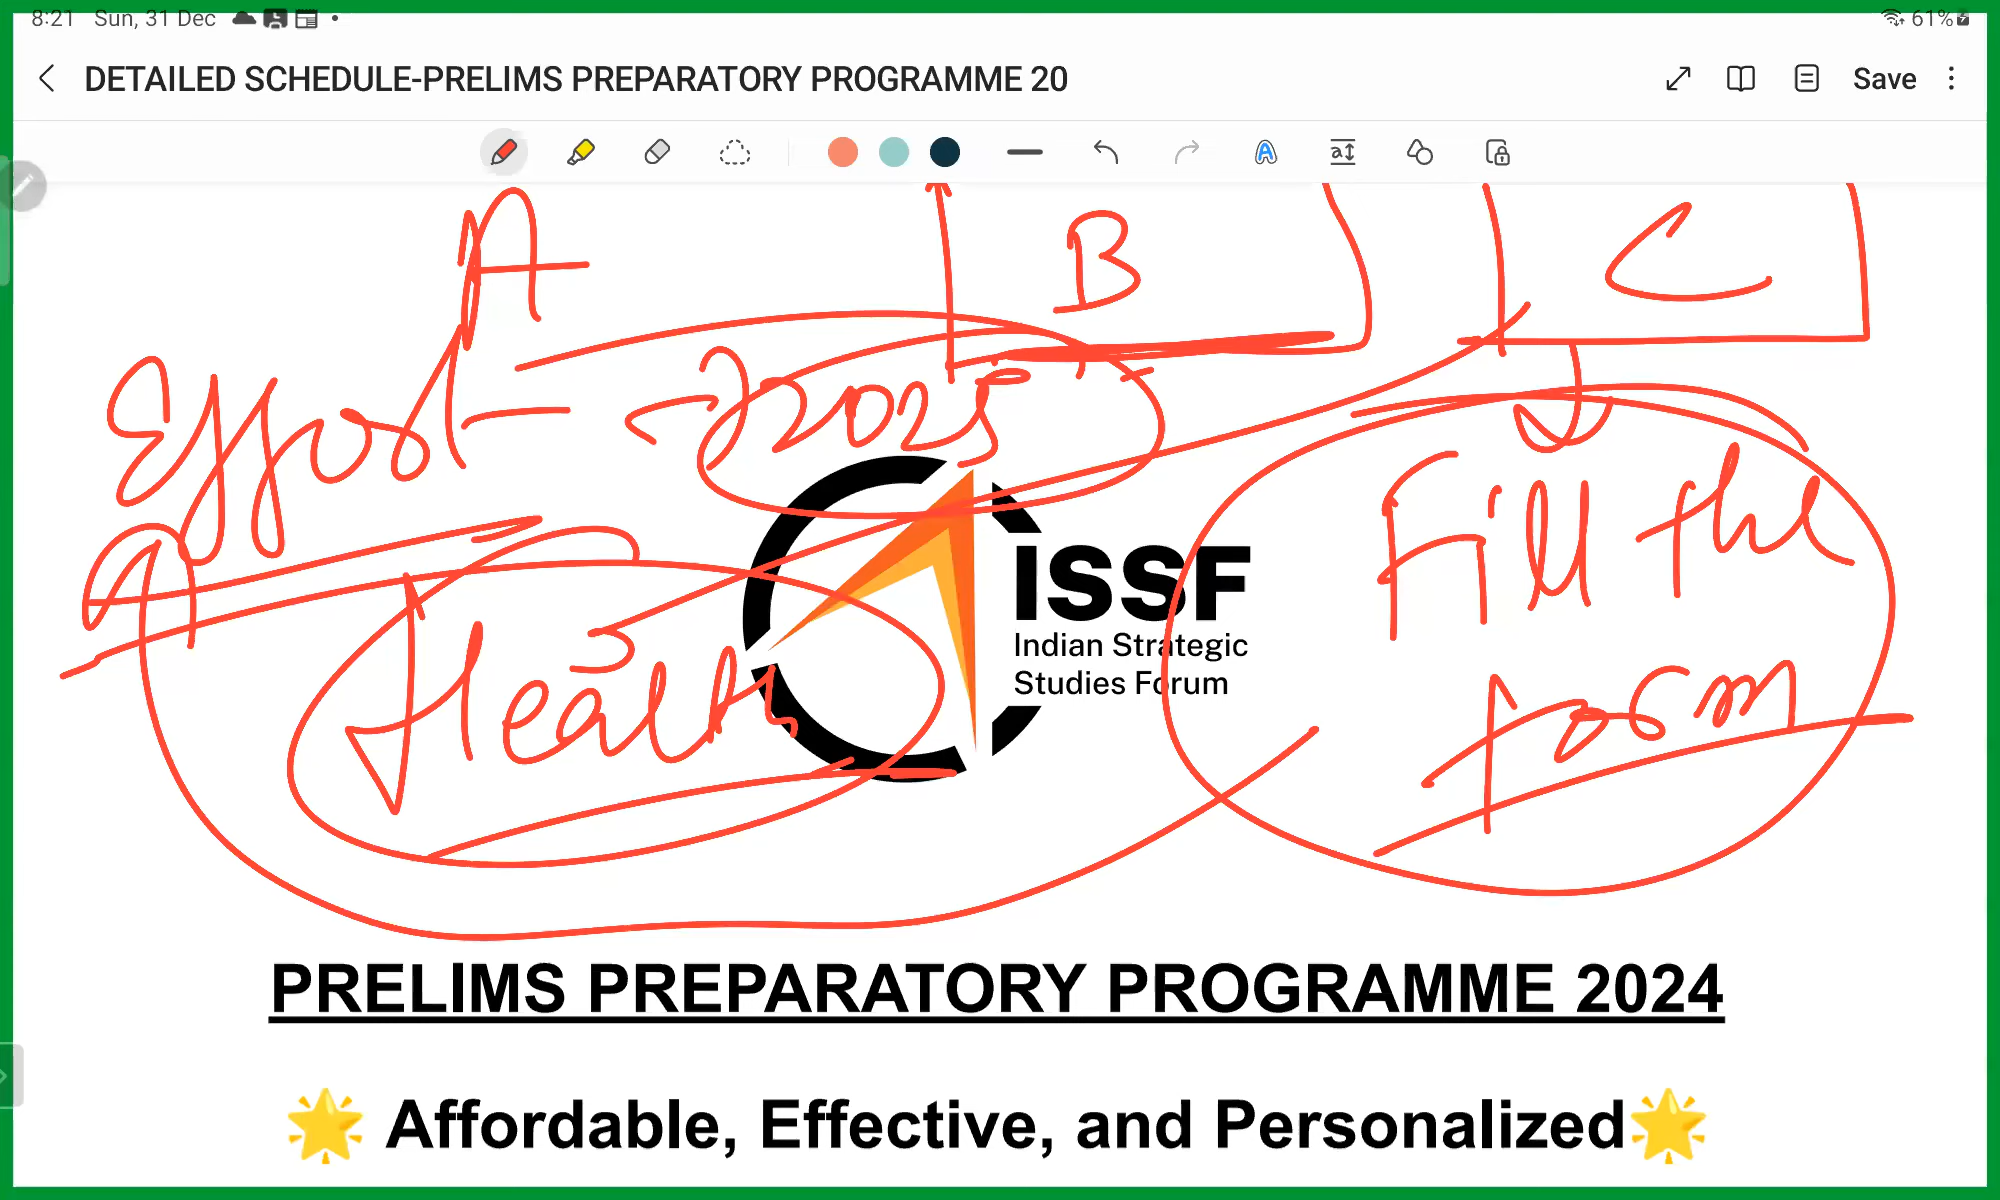 8:21 Sun, 31 Dec 61%
DETAILED SCHEDULE-PRELIMS PREPARATORY PROGRAMME 20 Save
A B C
Effort 2025
Fill the
form
Health
ISSF
Indian Strategic
Studies Forum
PRELIMS PREPARATORY PROGRAMME 2024
🌟 Affordable, Effective, and Personalized🌟